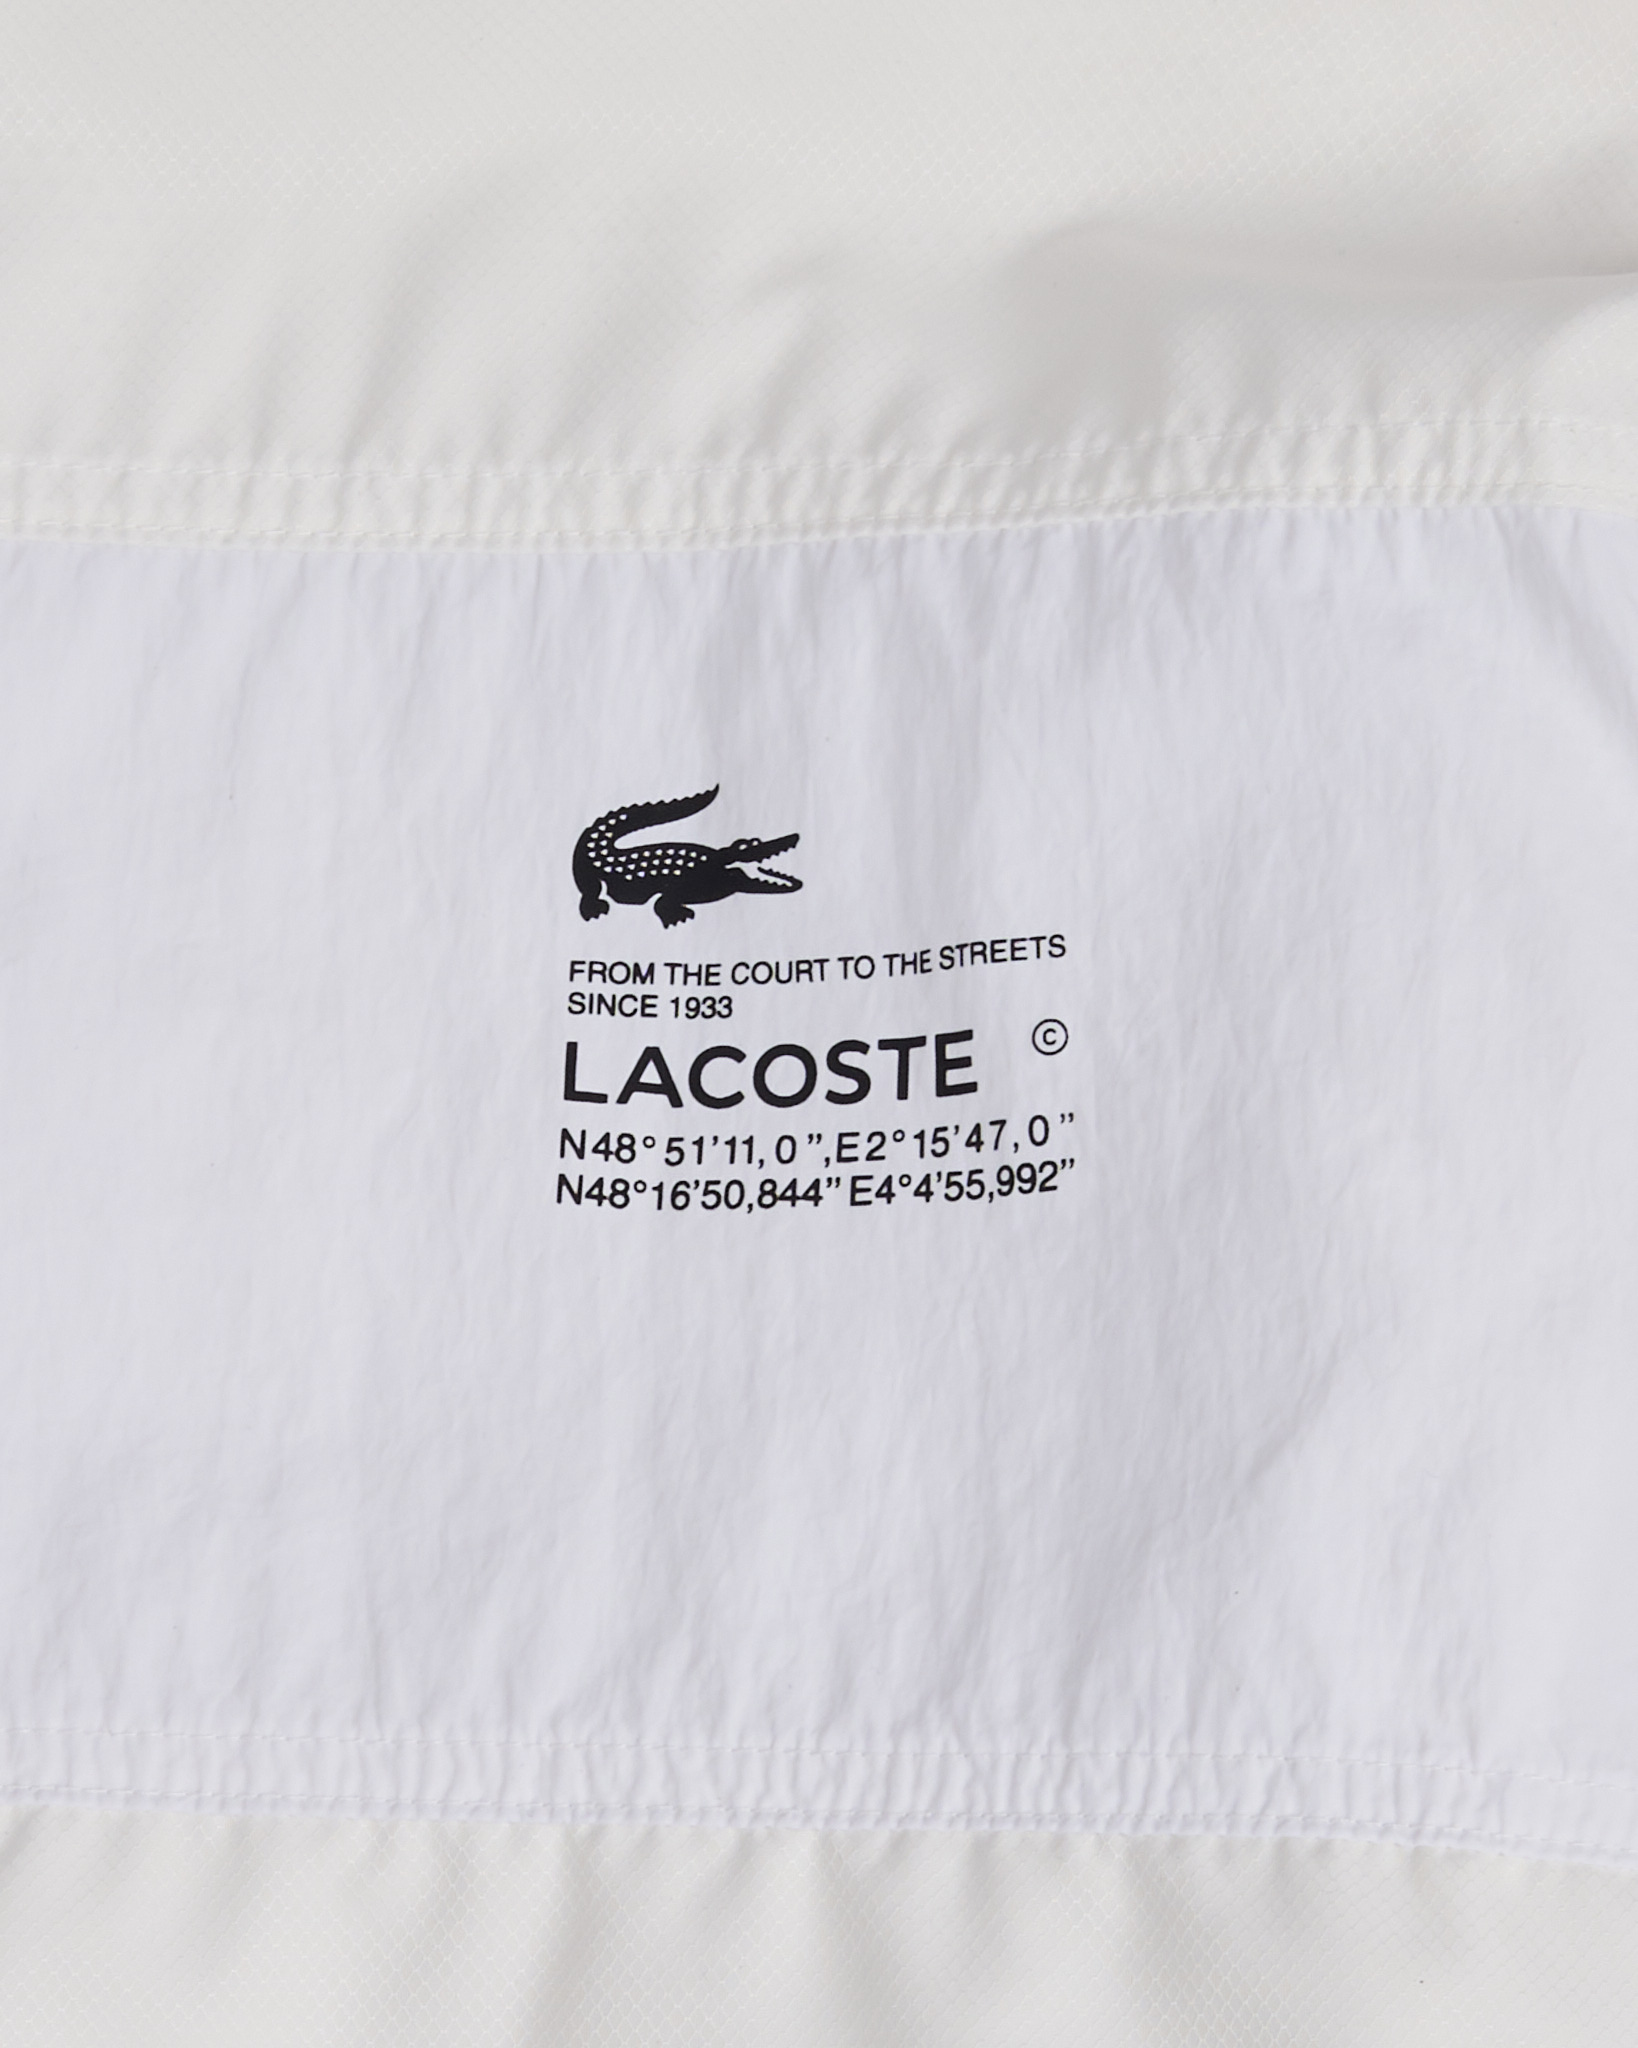 FROM THE COURT TO THE STREETS
SINCE 1933
LACOSTE ©
N48°51’11,0”,E2°15’47,0”
N48°16’50,844” E4°4’55,992”